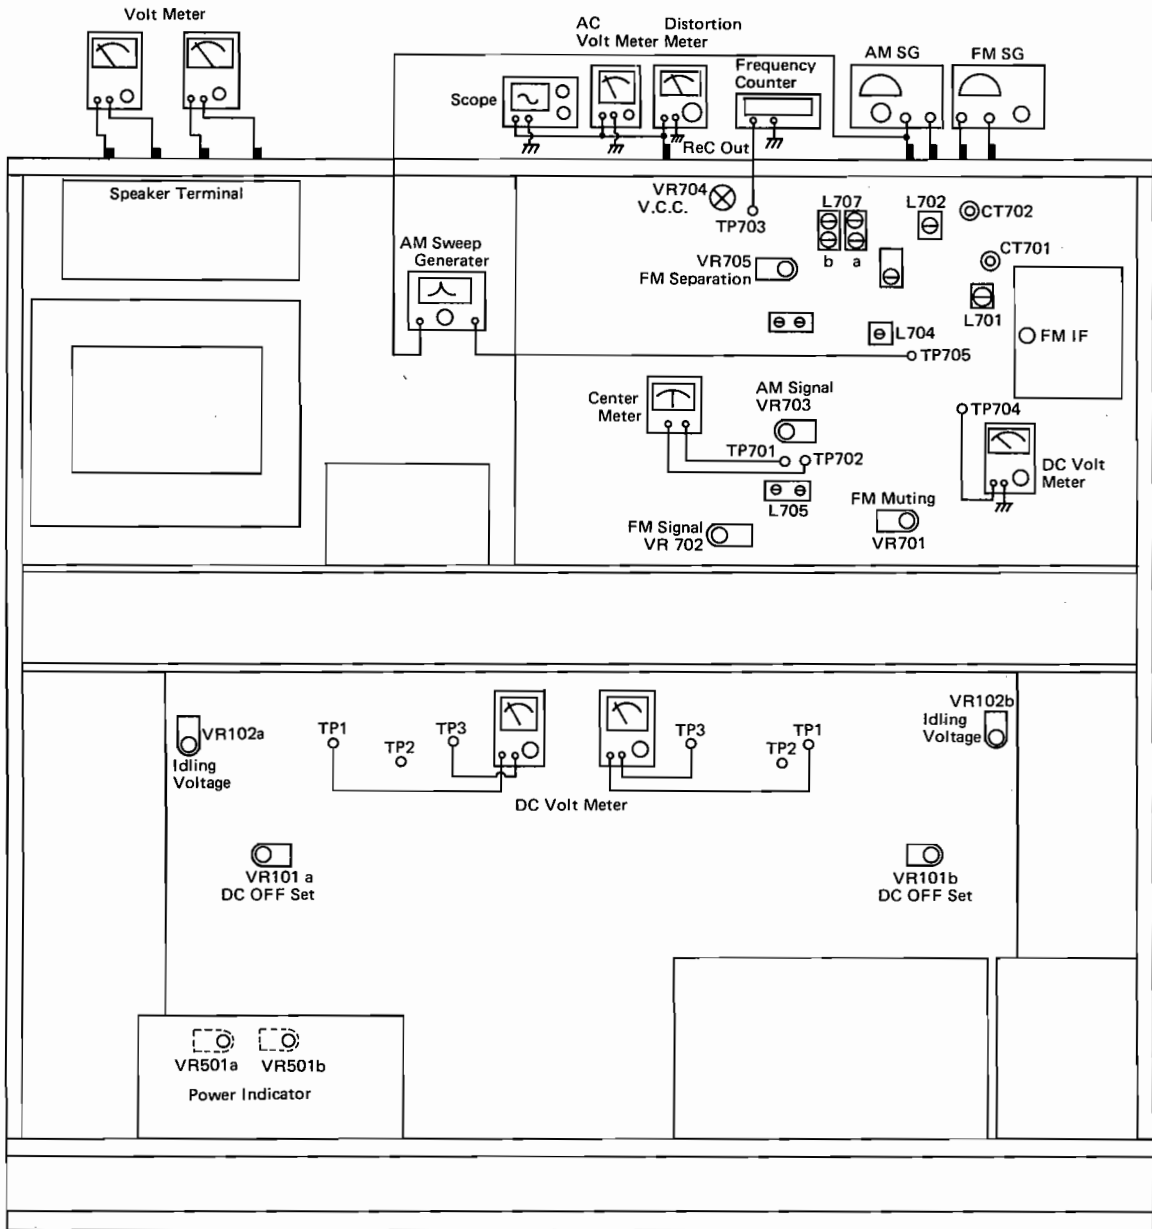 Volt Meter
AC
Volt Meter
Distortion
Meter
Scope
Frequency
Counter
AM SG
FM SG
ReC Out
Speaker Terminal
VR704
V.C.C.
TP703
L707
b a
L702
CT702
CT701
AM Sweep
Generater
VR705
FM Separation
L701
L704
FM IF
TP705
Center
Meter
AM Signal
VR703
TP704
TP701
TP702
DC Volt
Meter
L705
FM Muting
VR701
FM Signal
VR 702
VR102a
Idling
Voltage
TP1
TP2
TP3
TP3
TP2
TP1
VR102b
Idling
Voltage
DC Volt Meter
VR101 a
DC OFF Set
VR101b
DC OFF Set
VR501a
VR501b
Power Indicator